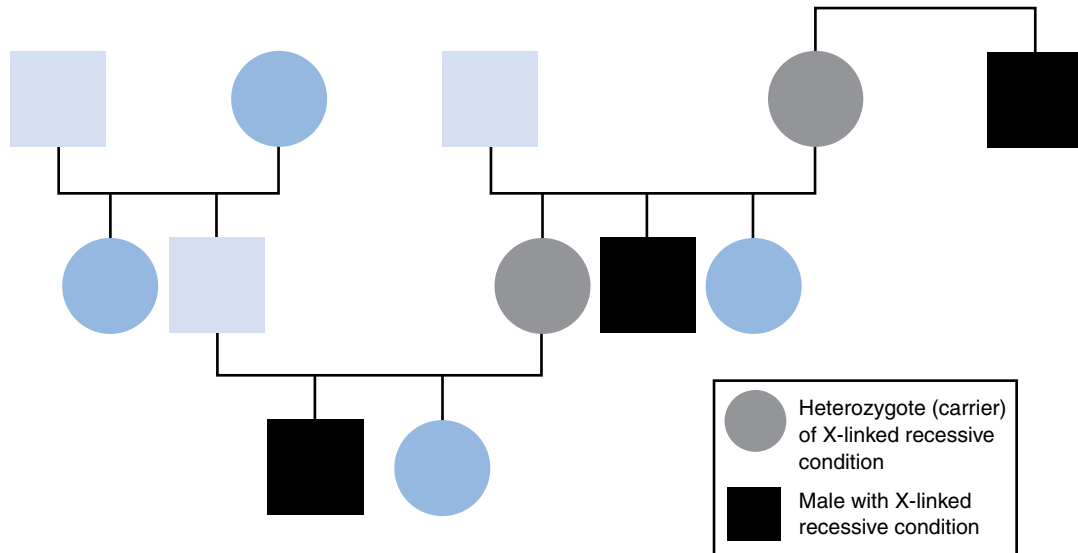 Heterozygote (carrier)
of X-linked recessive
condition
Male with X-linked
recessive condition